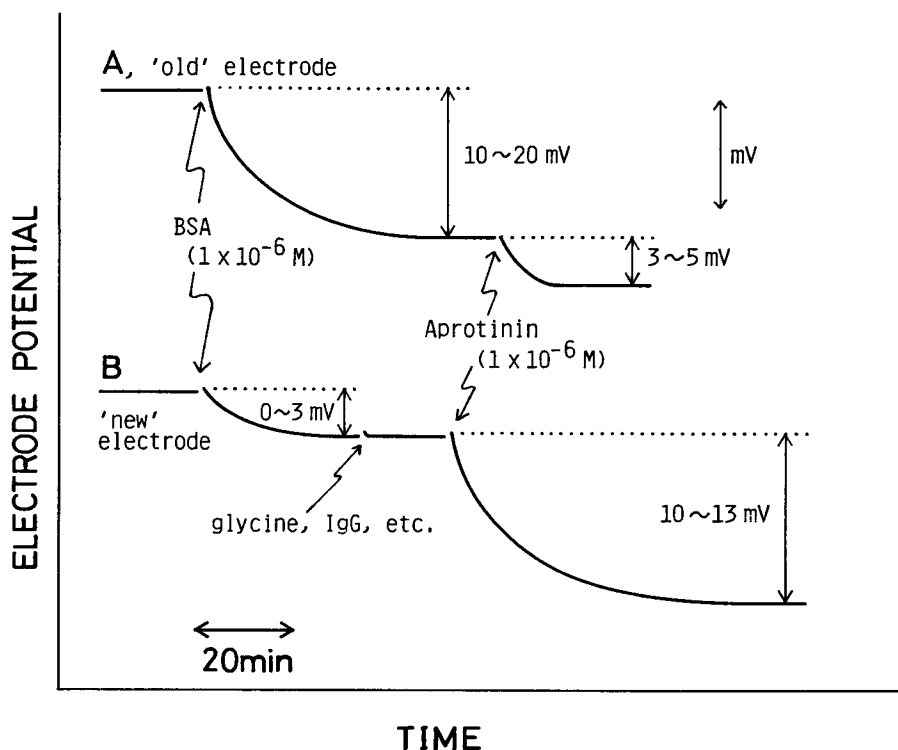 A, 'old' electrode
10~20 mV
mV
BSA
(1 x 10⁻⁶ M)
3~5 mV
Aprotinin
(1 x 10⁻⁶ M)
B
'new'
electrode
0~3 mV
glycine, IgG, etc.
10~13 mV
20min
ELECTRODE POTENTIAL
TIME